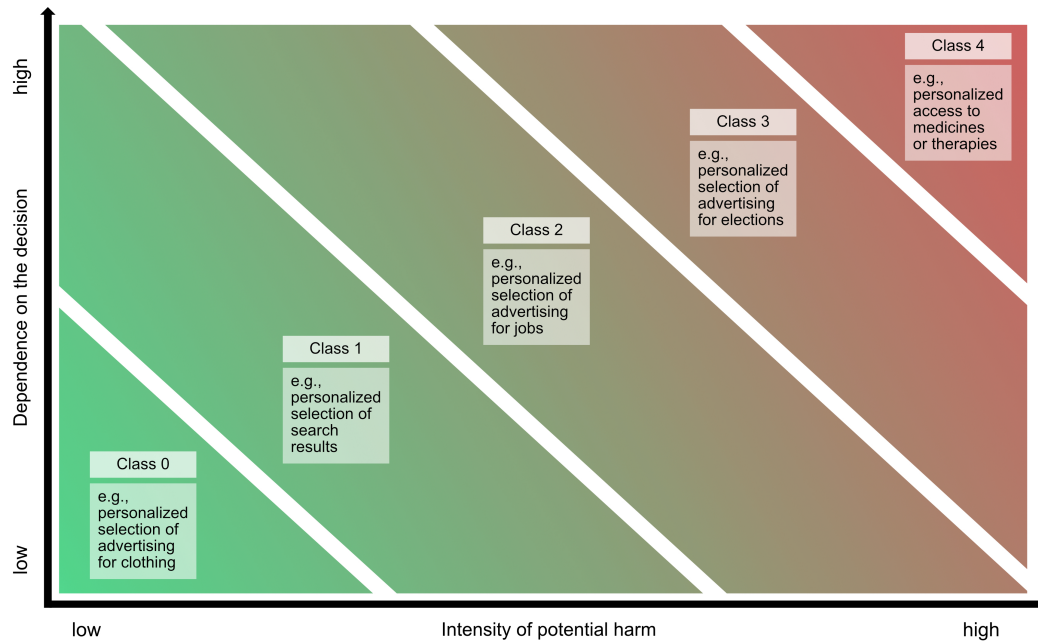 high
Dependence on the decision
low
Class 4
e.g.,
personalized
access to
medicines
or therapies
Class 3
e.g.,
personalized
selection of
advertising
for elections
Class 2
e.g.,
personalized
selection of
advertising
for jobs
Class 1
e.g.,
personalized
selection of
search
results
Class 0
e.g.,
personalized
selection of
advertising
for clothing
low
Intensity of potential harm
high